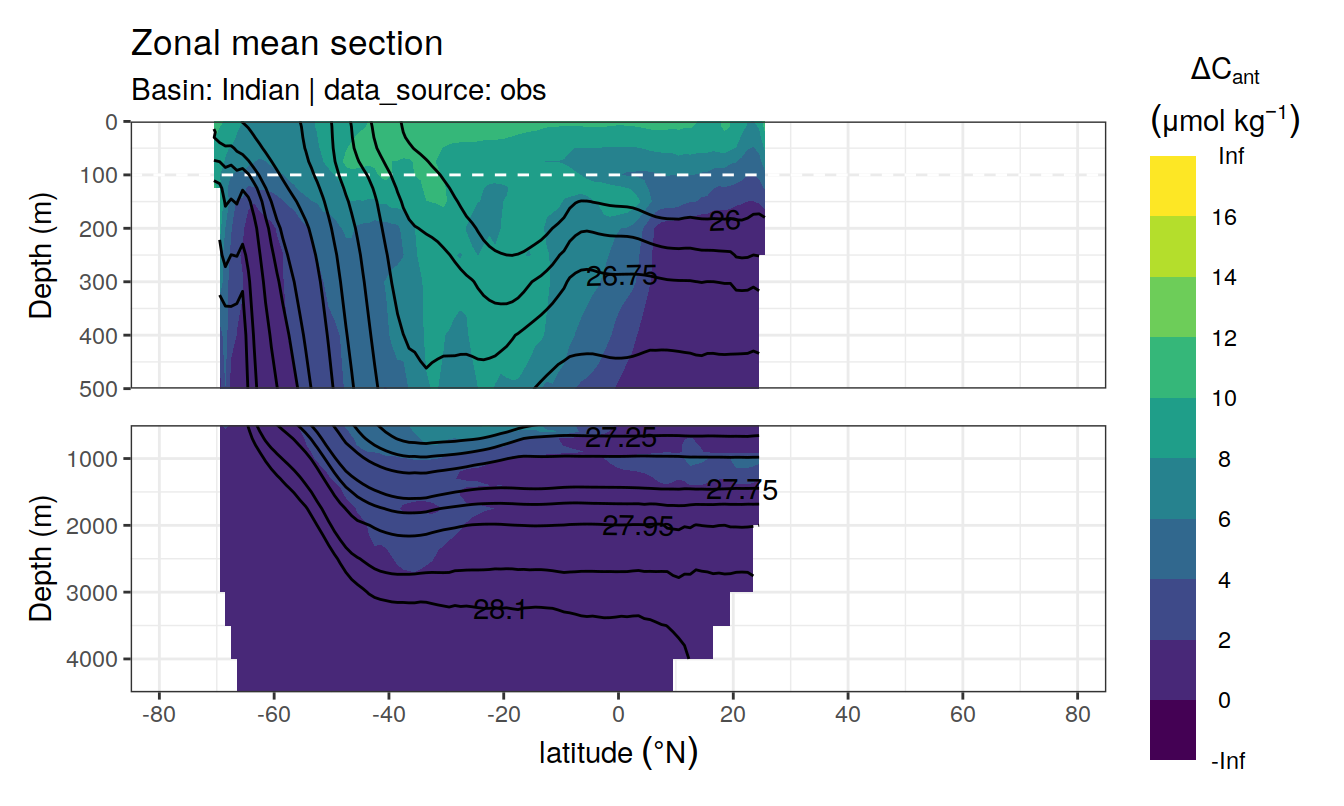 Zonal mean section
Basin: Indian | data_source: obs
ΔCant
(μmol kg⁻¹)
Inf
16
14
12
10
8
6
4
2
0
-Inf
Depth (m)
0
100
200
300
400
500
26
26.75
Depth (m)
1000
2000
3000
4000
27.25
27.75
27.95
28.1
-80 -60 -40 -20 0 20 40 60 80
latitude (°N)